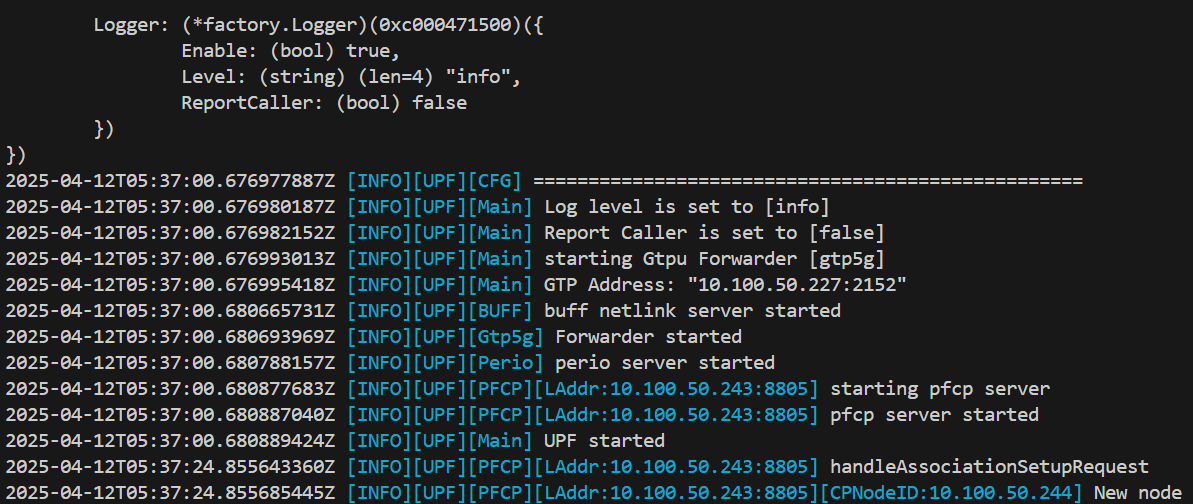 Logger: (*factory.Logger)(0xc000471500)({
Enable: (bool) true,
Level: (string) (len=4) "info",
ReportCaller: (bool) false
})
})
2025-04-12T05:37:00.676977887Z [INFO][UPF][CFG] ==================================================
2025-04-12T05:37:00.676980187Z [INFO][UPF][Main] Log level is set to [info]
2025-04-12T05:37:00.676982152Z [INFO][UPF][Main] Report Caller is set to [false]
2025-04-12T05:37:00.676993013Z [INFO][UPF][Main] starting Gtpu Forwarder [gtp5g]
2025-04-12T05:37:00.676995418Z [INFO][UPF][Main] GTP Address: "10.100.50.227:2152"
2025-04-12T05:37:00.680665731Z [INFO][UPF][BUFF] buff netlink server started
2025-04-12T05:37:00.680693969Z [INFO][UPF][Gtp5g] Forwarder started
2025-04-12T05:37:00.680788157Z [INFO][UPF][Perio] perio server started
2025-04-12T05:37:00.680877683Z [INFO][UPF][PFCP][LAddr:10.100.50.243:8805] starting pfcp server
2025-04-12T05:37:00.680887040Z [INFO][UPF][PFCP][LAddr:10.100.50.243:8805] pfcp server started
2025-04-12T05:37:00.680889424Z [INFO][UPF][Main] UPF started
2025-04-12T05:37:24.855643360Z [INFO][UPF][PFCP][LAddr:10.100.50.243:8805] handleAssociationSetupRequest
2025-04-12T05:37:24.855685445Z [INFO][UPF][PFCP][LAddr:10.100.50.243:8805][CPNodeID:10.100.50.244] New node